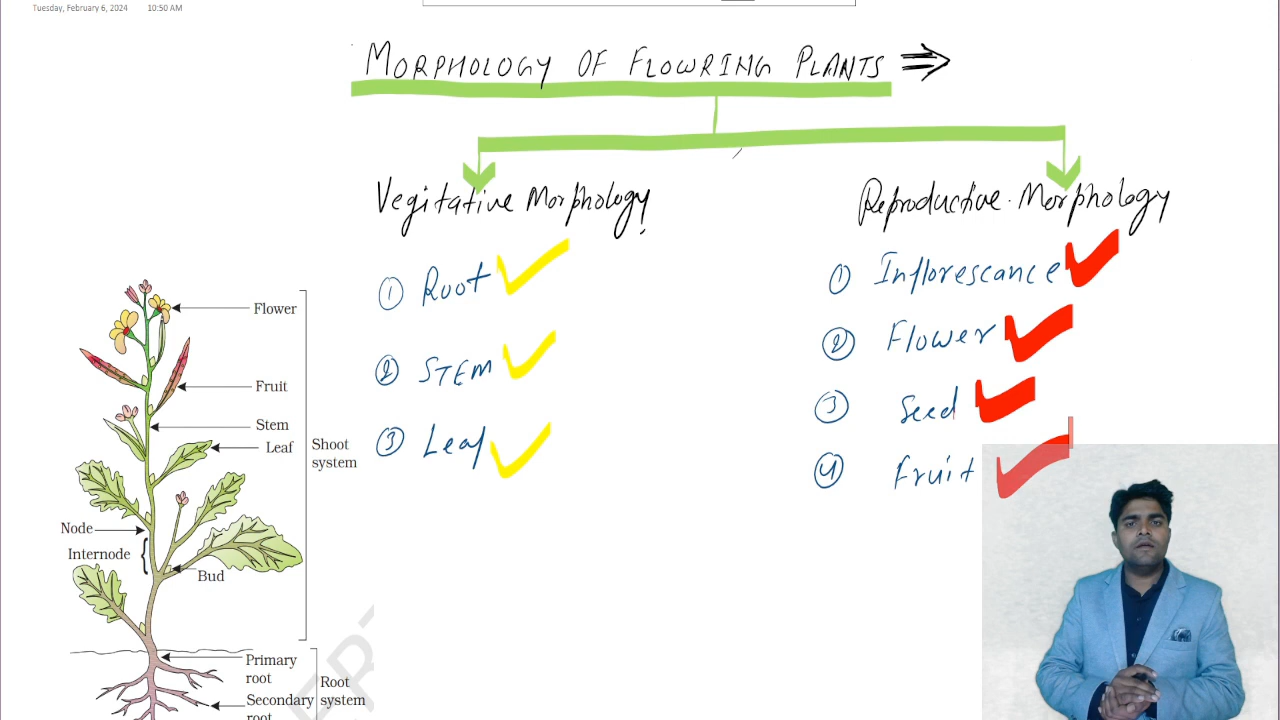 Tuesday, February 6, 2024 10:50 AM
MORPHOLOGY OF FLOWRING PLANTS ⇒
Vegitative Morphology
Reproductive Morphology
① Root
② STEM
③ Leaf
① Inflorescance
② Flower
③ Seed
④ Fruit
Flower
Fruit
Stem
Leaf
Shoot
system
Node
Internode
Bud
Primary
root
Secondary
root
Root
system